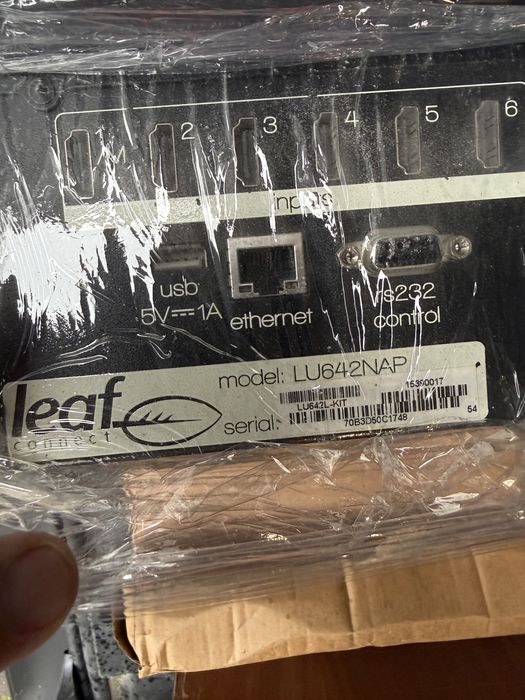 1 2 3 4 5 6
inputs
usb
5V⎓1A
ethernet
rs232
control
leaf
connect
model: LU642NAP
15360017
LU642L-KIT
serial:
70B3D50C1748
54